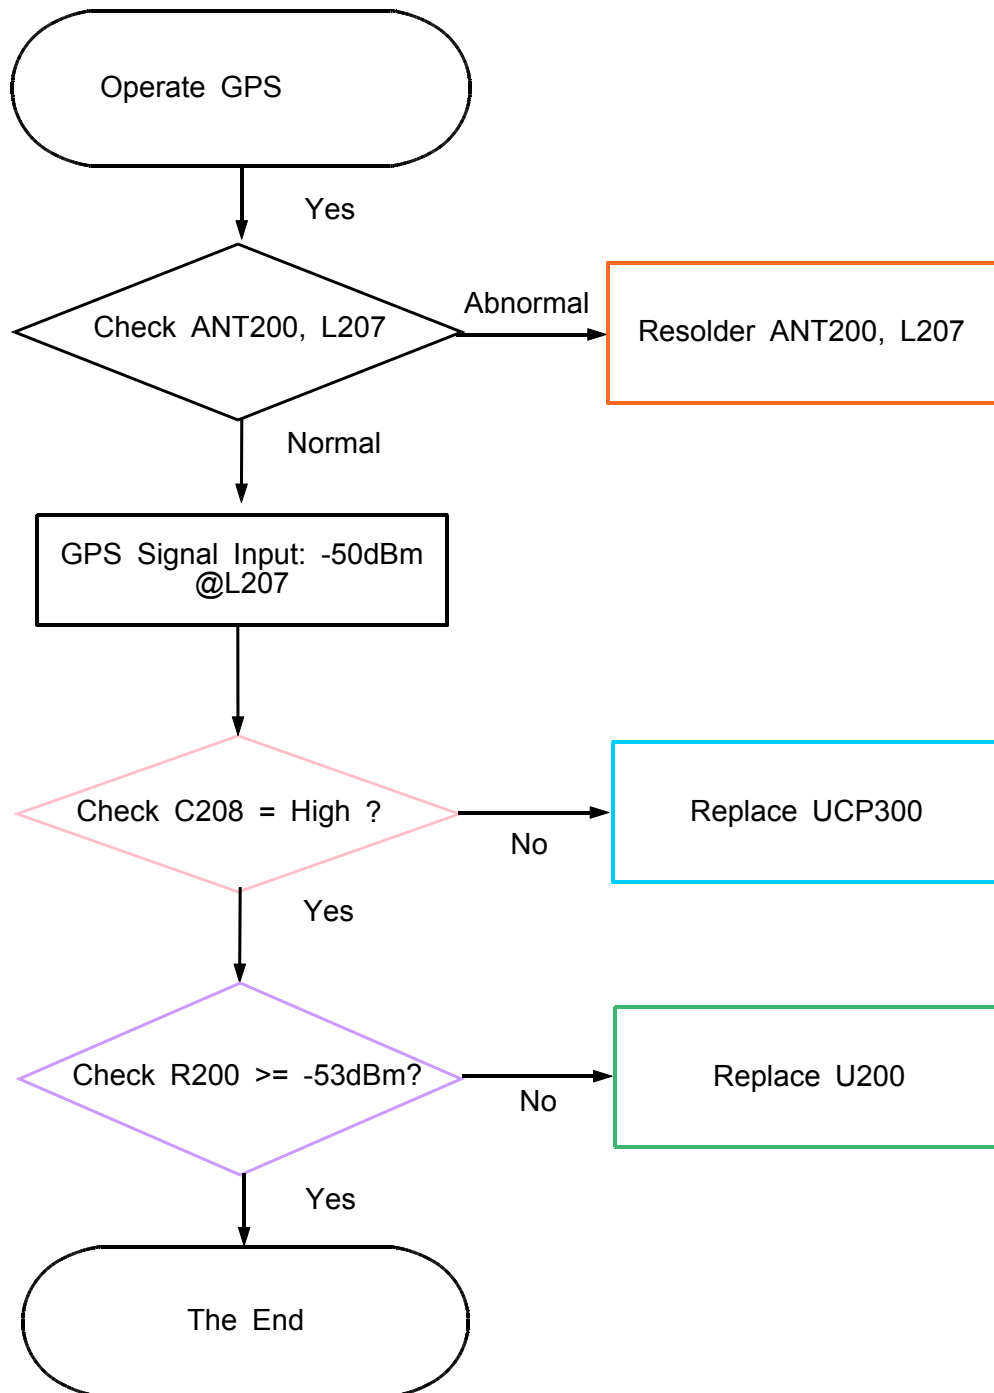 Operate GPS
Yes
Check ANT200, L207
Abnormal
Resolder ANT200, L207
Normal
GPS Signal Input: -50dBm
@L207
Check C208 = High ?
No
Replace UCP300
Yes
Check R200 >= -53dBm?
No
Replace U200
Yes
The End